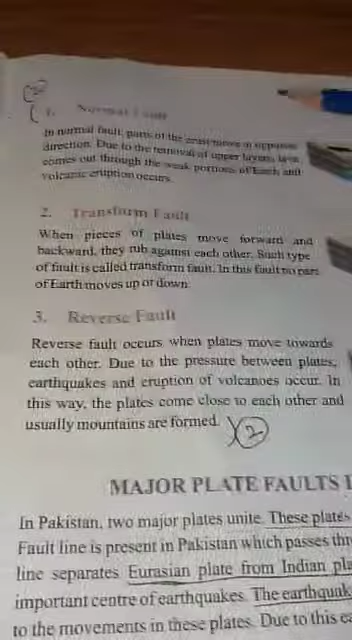 1. Normal Fault
In normal fault, parts of the crust move in opposite
direction. Due to the removal of upper layers, lava
comes out through the weak portions of Earth and
volcanic eruption occurs.
2. Transform Fault
When pieces of plates move forward and
backward, they rub against each other. Such type
of fault is called transform fault. In this fault no part
of Earth moves up or down.
3. Reverse Fault
Reverse fault occurs when plates move towards
each other. Due to the pressure between plates,
earthquakes and eruption of volcanoes occur. In
this way, the plates come close to each other and
usually mountains are formed.
2
MAJOR PLATE FAULTS I
In Pakistan, two major plates unite. These plates
Fault line is present in Pakistan which passes thr
line separates Eurasian plate from Indian pla
important centre of earthquakes. The earthquak
to the movements in these plates. Due to this ea